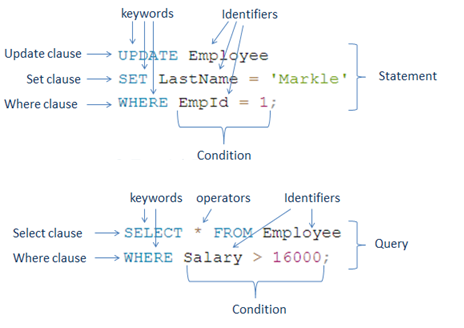 keywords Identifiers
Update clause UPDATE Employee
Set clause SET LastName = 'Markle' Statement
Where clause WHERE EmpId = 1;
Condition
keywords operators Identifiers
Select clause SELECT * FROM Employee
Query
Where clause WHERE Salary > 16000;
Condition